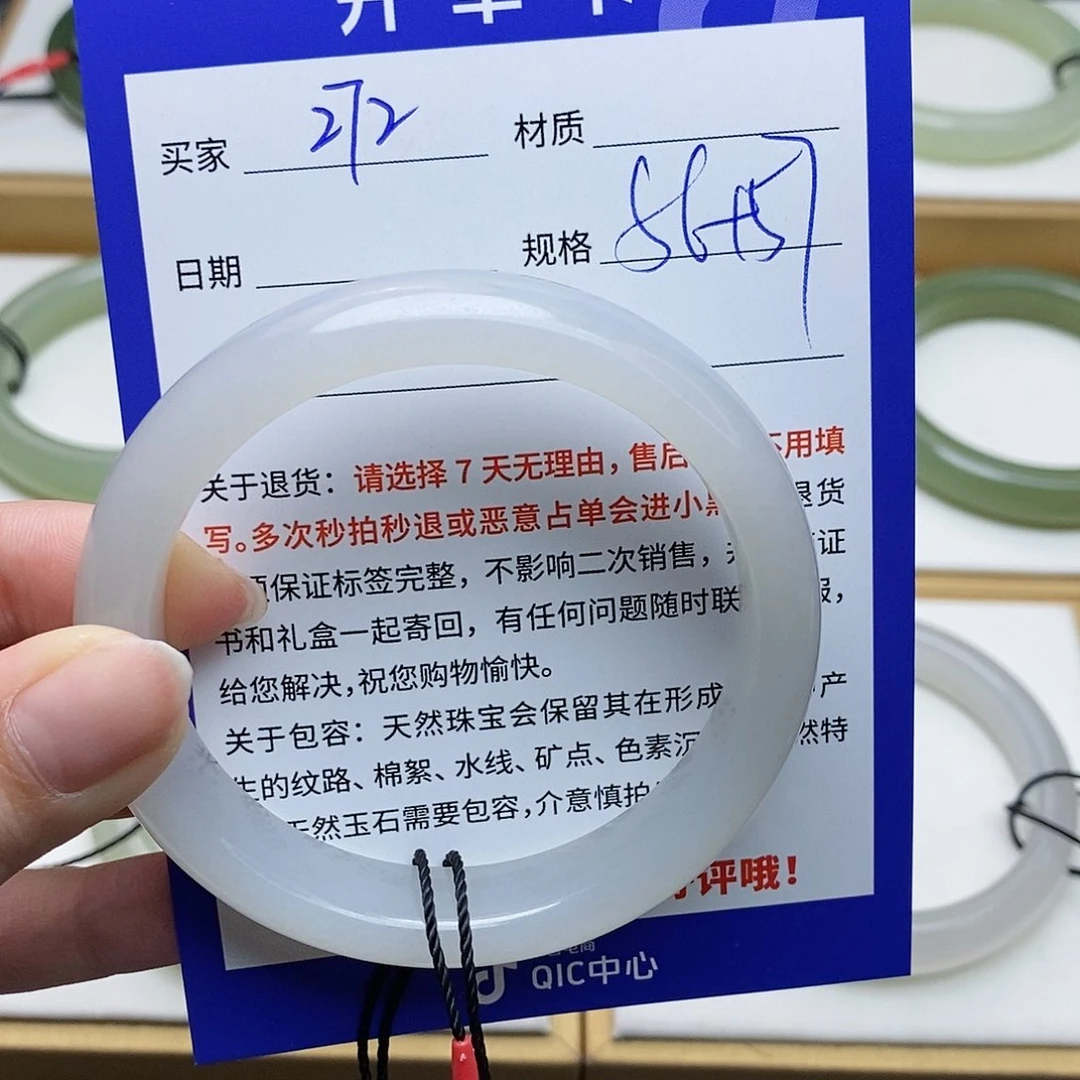 开单卡
买家 272 材质
日期 规格 56-57
关于退货：请选择7天无理由，售后 不用填
写。多次秒拍秒退或恶意占单会进小黑 退货
保证标签完整，不影响二次销售， 证
书和礼盒一起寄回，有任何问题随时联
给您解决，祝您购物愉快。
关于包容：天然珠宝会保留其在形成 产
生的纹路、棉絮、水线、矿点、色素沉 然特
天然玉石需要包容，介意慎拍
评哦！
电商
QIC中心